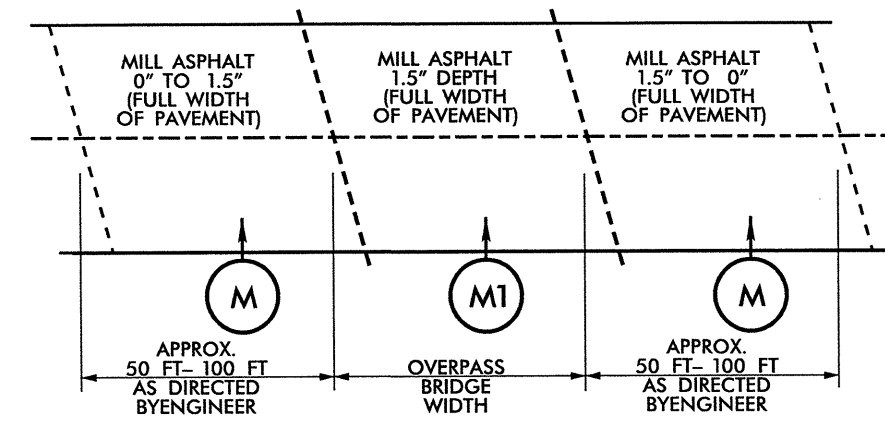 MILL ASPHALT
0" TO 1.5"
(FULL WIDTH
OF PAVEMENT)
MILL ASPHALT
1.5" DEPTH
(FULL WIDTH
OF PAVEMENT)
MILL ASPHALT
1.5" TO 0"
(FULL WIDTH
OF PAVEMENT)
M
M1
M
APPROX.
50 FT– 100 FT
AS DIRECTED
BYENGINEER
OVERPASS
BRIDGE
WIDTH
APPROX.
50 FT– 100 FT
AS DIRECTED
BYENGINEER